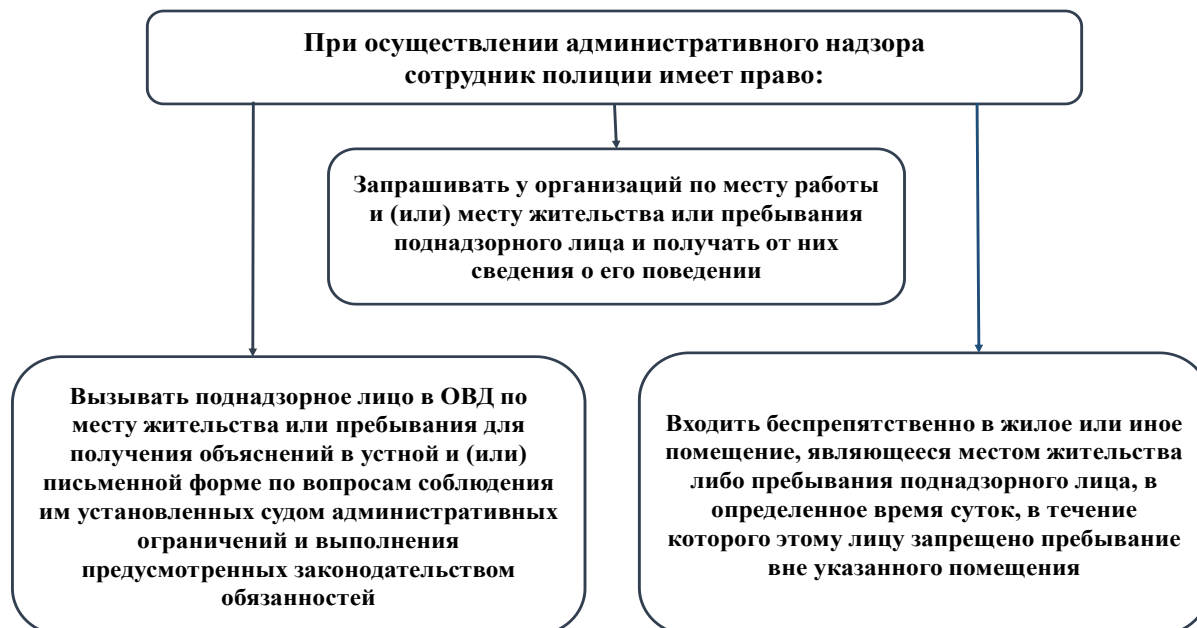 При осуществлении административного надзора
сотрудник полиции имеет право:
Запрашивать у организаций по месту работы
и (или) месту жительства или пребывания
поднадзорного лица и получать от них
сведения о его поведении
Вызывать поднадзорное лицо в ОВД по
месту жительства или пребывания для
получения объяснений в устной и (или)
письменной форме по вопросам соблюдения
им установленных судом административных
ограничений и выполнения
предусмотренных законодательством
обязанностей
Входить беспрепятственно в жилое или иное
помещение, являющееся местом жительства
либо пребывания поднадзорного лица, в
определенное время суток, в течение
которого этому лицу запрещено пребывание
вне указанного помещения